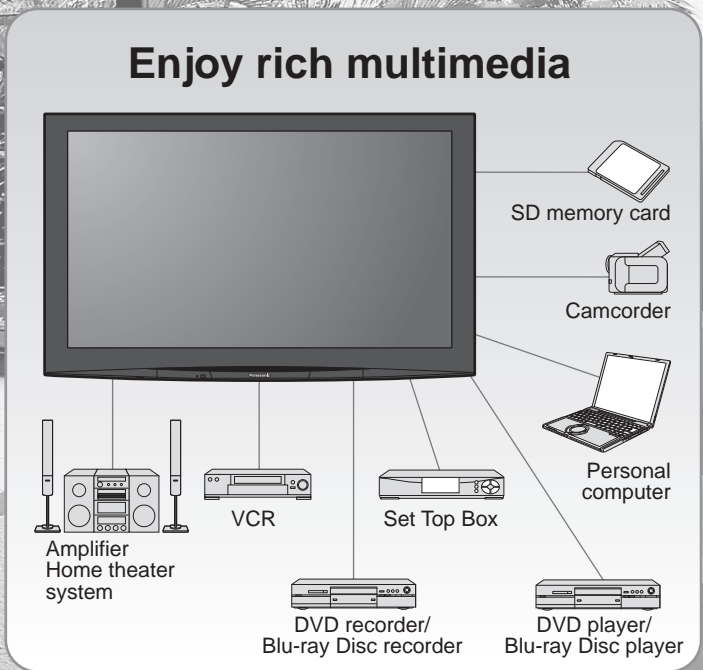 Enjoy rich multimedia
Panasonic
SD memory card
Camcorder
Personal
computer
Amplifier
Home theater
system
VCR
Set Top Box
DVD recorder/
Blu-ray Disc recorder
DVD player/
Blu-ray Disc player